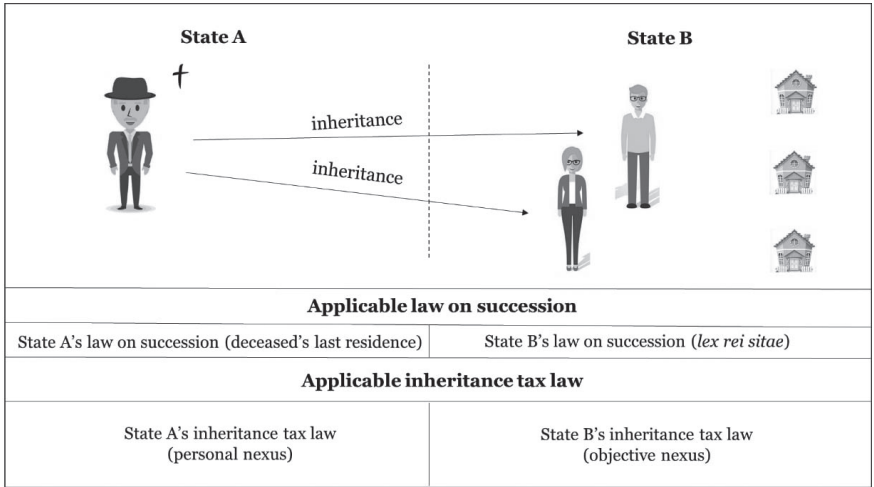 State A
State B
inheritance
inheritance
Applicable law on succession
State A’s law on succession (deceased’s last residence)
State B’s law on succession (lex rei sitae)
Applicable inheritance tax law
State A’s inheritance tax law
(personal nexus)
State B’s inheritance tax law
(objective nexus)